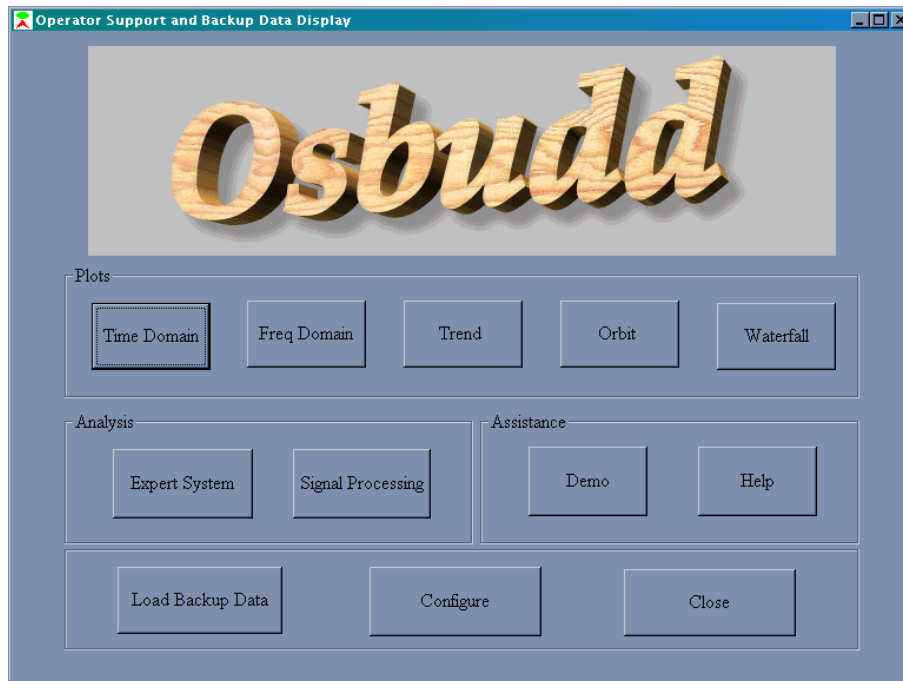 Operator Support and Backup Data Display
Osbudd
Plots
Time Domain
Freq Domain
Trend
Orbit
Waterfall
Analysis
Expert System
Signal Processing
Assistance
Demo
Help
Load Backup Data
Configure
Close